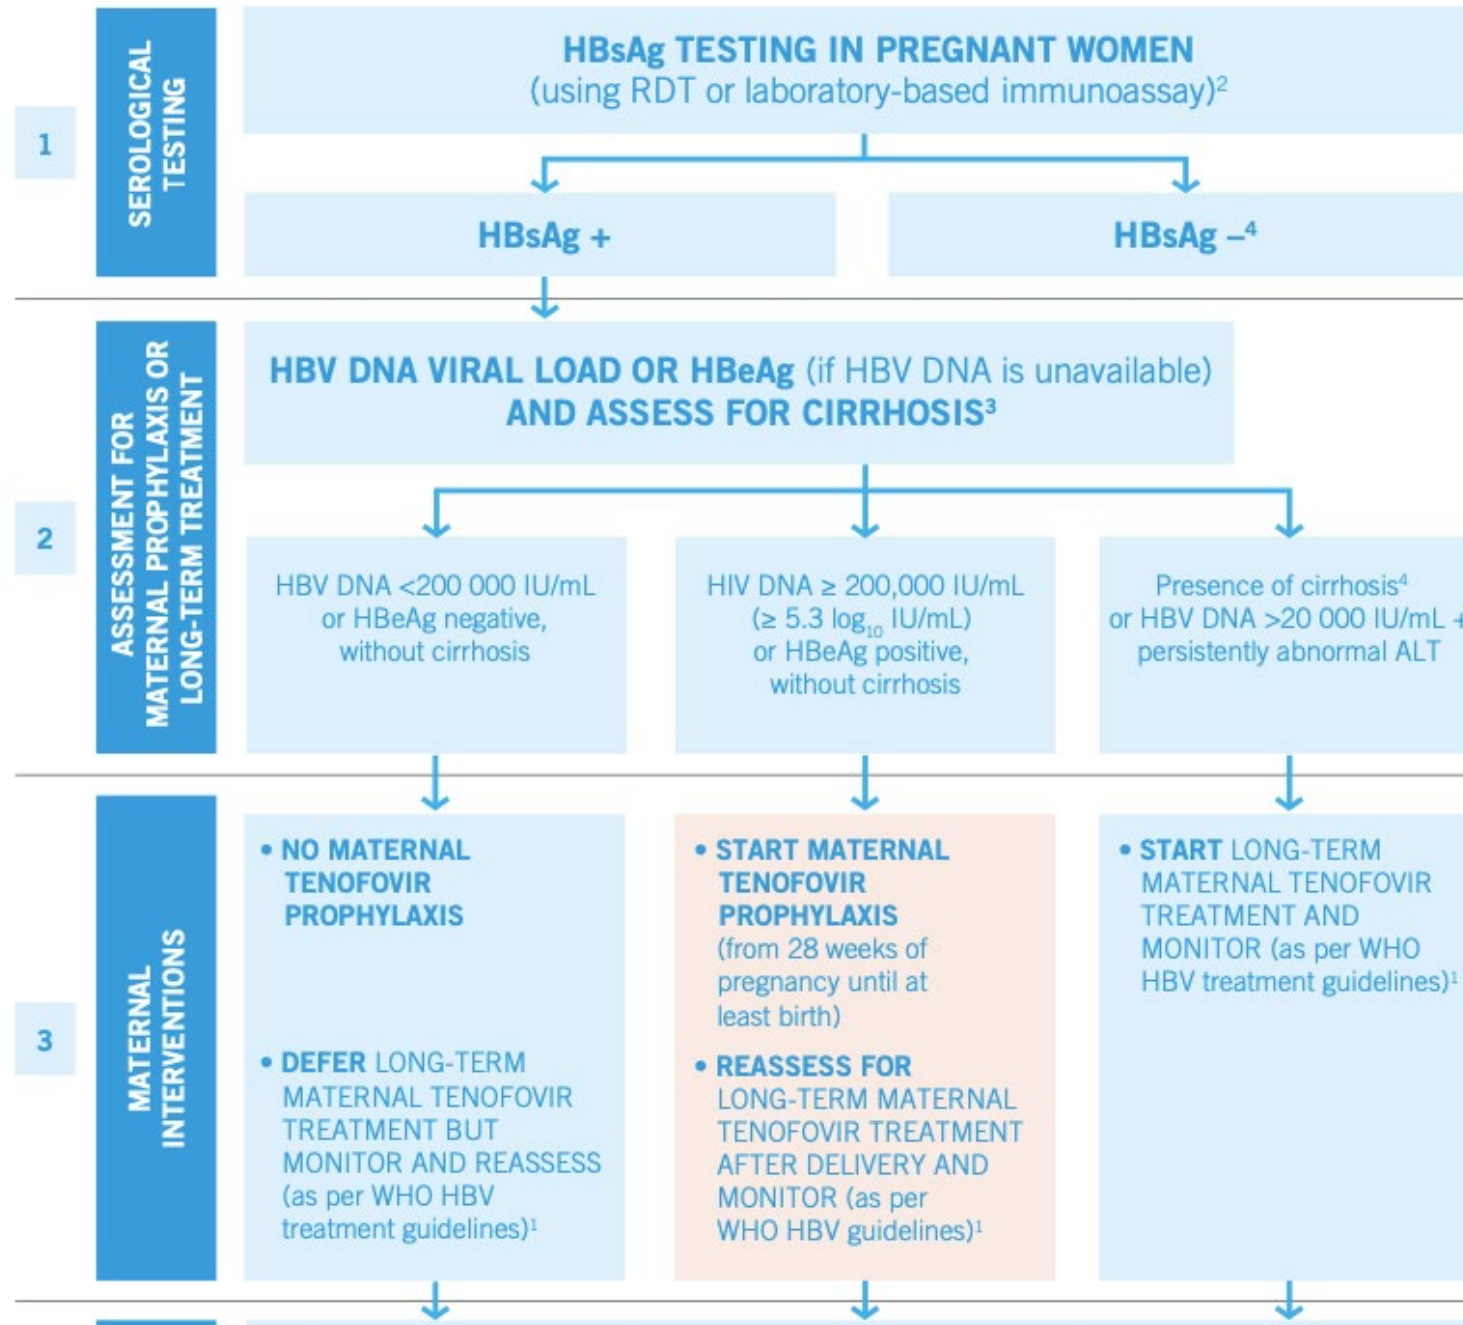 1
SEROLOGICAL
TESTING
HBsAg TESTING IN PREGNANT WOMEN
(using RDT or laboratory-based immunoassay)²
HBsAg +
HBsAg –⁴
2
ASSESSMENT FOR
MATERNAL PROPHYLAXIS OR
LONG-TERM TREATMENT
HBV DNA VIRAL LOAD OR HBeAg (if HBV DNA is unavailable)
AND ASSESS FOR CIRRHOSIS³
HBV DNA <200 000 IU/mL
or HBeAg negative,
without cirrhosis
HIV DNA ≥ 200,000 IU/mL
(≥ 5.3 log₁₀ IU/mL)
or HBeAg positive,
without cirrhosis
Presence of cirrhosis⁴
or HBV DNA >20 000 IU/mL +
persistently abnormal ALT
3
MATERNAL
INTERVENTIONS
• NO MATERNAL
TENOFOVIR
PROPHYLAXIS
• DEFER LONG-TERM
MATERNAL TENOFOVIR
TREATMENT BUT
MONITOR AND REASSESS
(as per WHO HBV
treatment guidelines)¹
• START MATERNAL
TENOFOVIR
PROPHYLAXIS
(from 28 weeks of
pregnancy until at
least birth)
• REASSESS FOR
LONG-TERM MATERNAL
TENOFOVIR TREATMENT
AFTER DELIVERY AND
MONITOR (as per
WHO HBV guidelines)¹
• START LONG-TERM
MATERNAL TENOFOVIR
TREATMENT AND
MONITOR (as per WHO
HBV treatment guidelines)¹